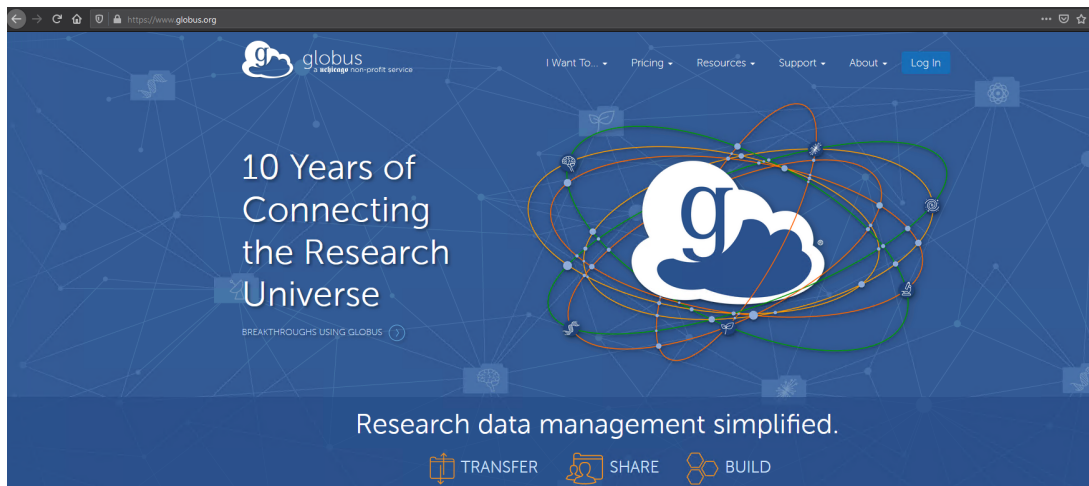 https://www.globus.org
g
globus
a uchicago non-profit service
I Want To...
Pricing
Resources
Support
About
Log In
10 Years of
Connecting
the Research
Universe
BREAKTHROUGHS USING GLOBUS
g
®
Research data management simplified.
TRANSFER
SHARE
BUILD